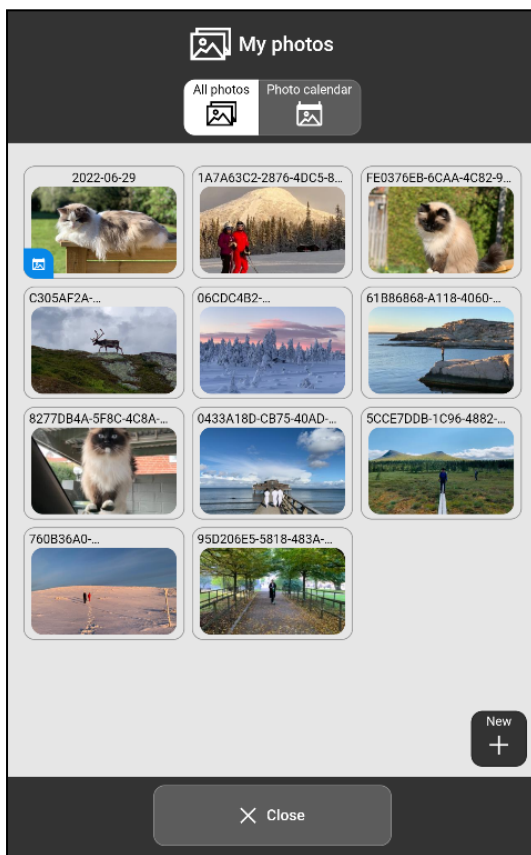 My photos
All photos
Photo calendar
2022-06-29
1A7A63C2-2876-4DC5-8...
FE0376EB-6CAA-4C82-9...
C305AF2A-...
06CDC4B2-...
61B86868-A118-4060-...
8277DB4A-5F8C-4C8A-...
0433A18D-CB75-40AD-...
5CCE7DDB-1C96-4882-...
760B36A0-...
95D206E5-5818-483A-...
New
Close